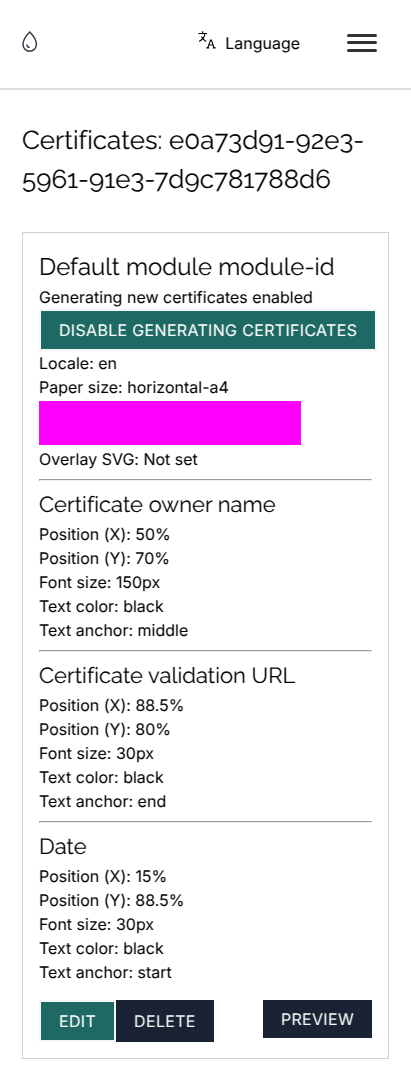 Language
Certificates: e0a73d91-92e3-
5961-91e3-7d9c781788d6
Default module module-id
Generating new certificates enabled
DISABLE GENERATING CERTIFICATES
Locale: en
Paper size: horizontal-a4
Overlay SVG: Not set
Certificate owner name
Position (X): 50%
Position (Y): 70%
Font size: 150px
Text color: black
Text anchor: middle
Certificate validation URL
Position (X): 88.5%
Position (Y): 80%
Font size: 30px
Text color: black
Text anchor: end
Date
Position (X): 15%
Position (Y): 88.5%
Font size: 30px
Text color: black
Text anchor: start
EDIT DELETE PREVIEW